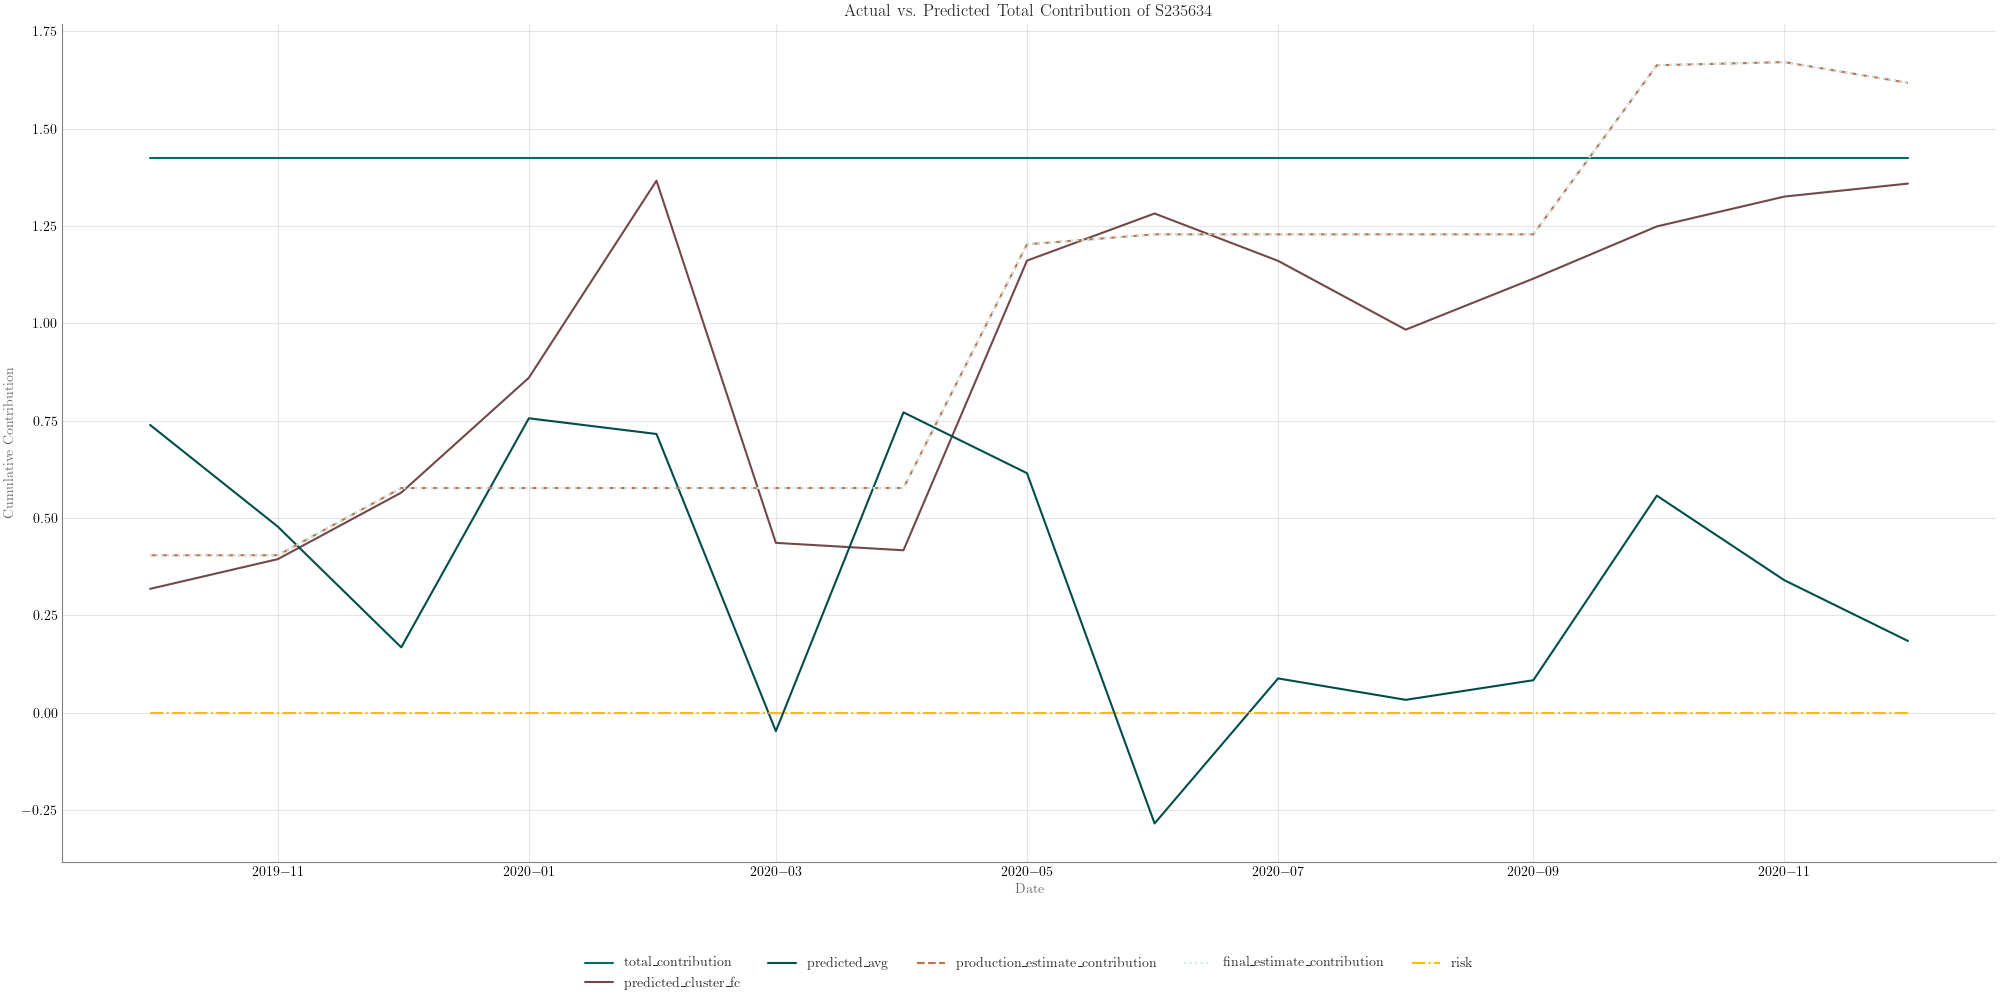 Actual vs. Predicted Total Contribution of S235634
Cumulative Contribution
1.75
1.50
1.25
1.00
0.75
0.50
0.25
0.00
−0.25
2019−11
2020−01
2020−03
2020−05
2020−07
2020−09
2020−11
Date
total_contribution
predicted_cluster_fc
predicted_avg
production_estimate_contribution
final_estimate_contribution
risk